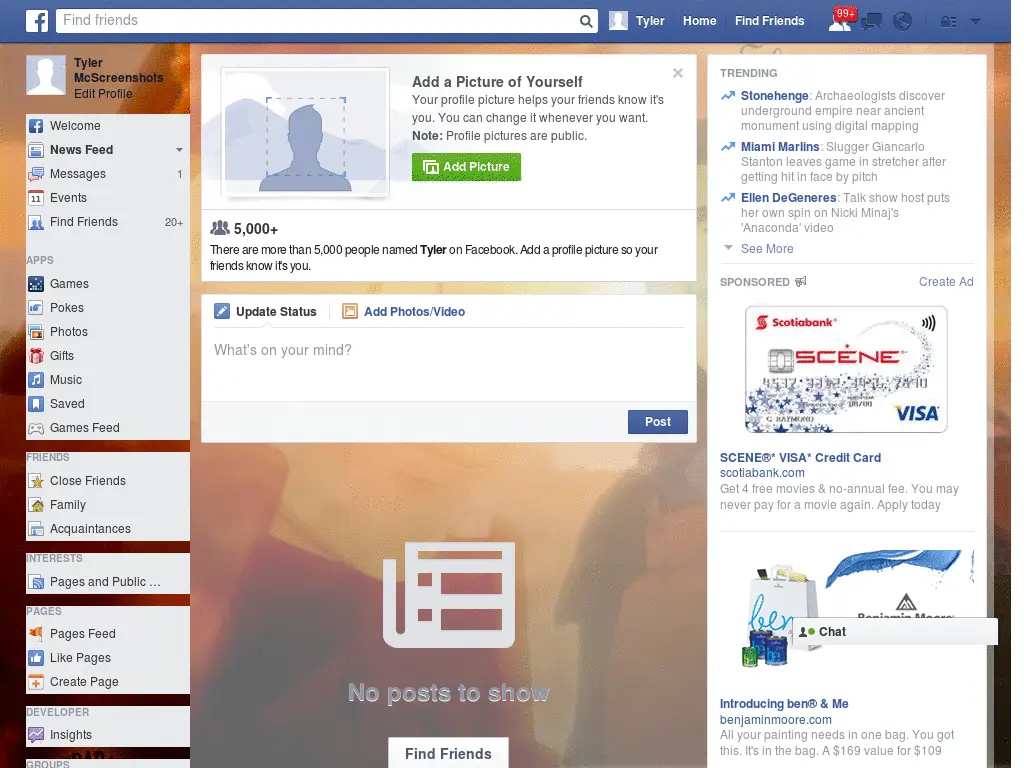 Find friends
Tyler
Home
Find Friends
99+
Tyler
McScreenshots
Edit Profile
Welcome
News Feed
Messages 1
Events
Find Friends 20+
APPS
Games
Pokes
Photos
Gifts
Music
Saved
Games Feed
FRIENDS
Close Friends
Family
Acquaintances
INTERESTS
Pages and Public ...
PAGES
Pages Feed
Like Pages
Create Page
DEVELOPER
Insights
GROUPS
Add a Picture of Yourself
Your profile picture helps your friends know it's
you. You can change it whenever you want.
Note: Profile pictures are public.
Add Picture
5,000+
There are more than 5,000 people named Tyler on Facebook. Add a profile picture so your
friends know it's you.
Update Status
Add Photos/Video
What's on your mind?
Post
No posts to show
Find Friends
TRENDING
Stonehenge: Archaeologists discover
underground empire near ancient
monument using digital mapping
Miami Marlins: Slugger Giancarlo
Stanton leaves game in stretcher after
getting hit in face by pitch
Ellen DeGeneres: Talk show host puts
her own spin on Nicki Minaj's
'Anaconda' video
See More
SPONSORED
Create Ad
Scotiabank
SCENE
VISA
SCENE®* VISA* Credit Card
scotiabank.com
Get 4 free movies & no-annual fee. You may
never pay for a movie again. Apply today
ben
Benjamin Moore
Chat
Introducing ben® & Me
benjaminmoore.com
All your painting needs in one bag. You got
this. It's in the bag. A $169 value for $109